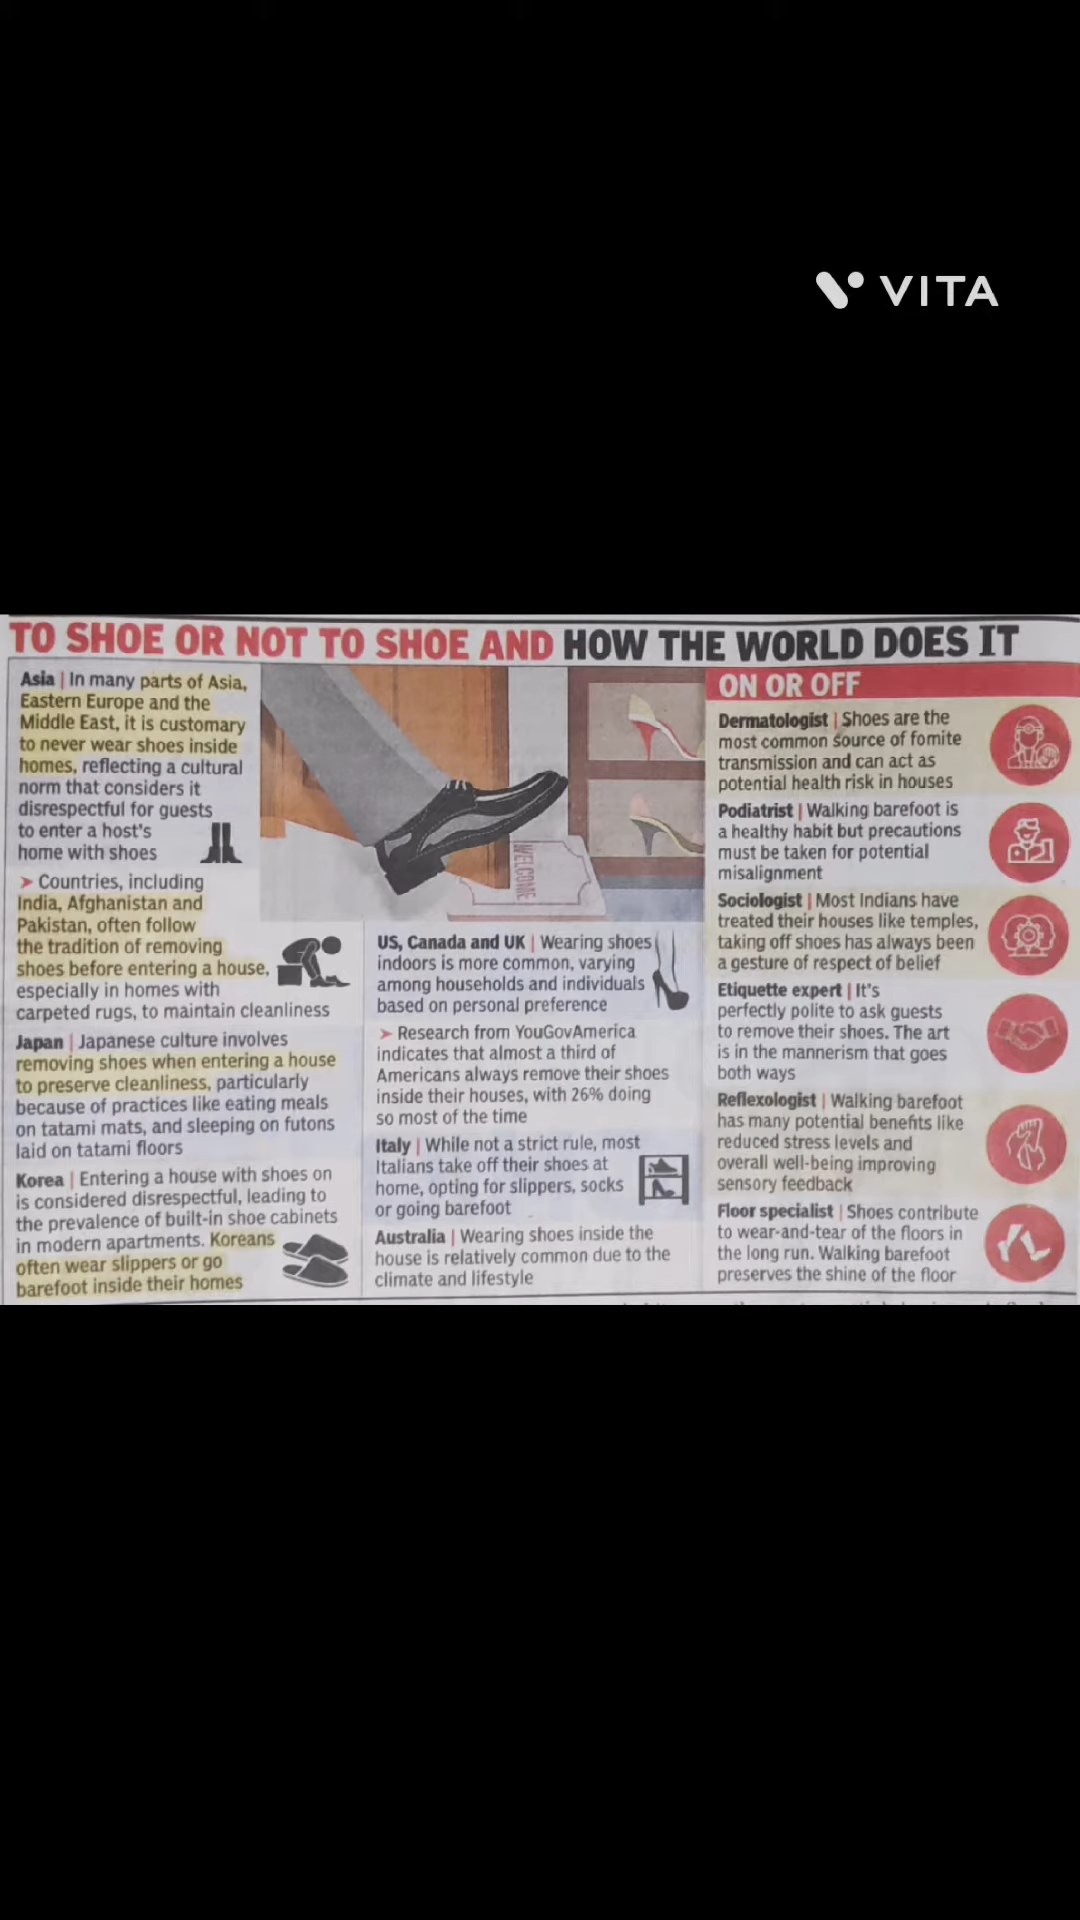 VITA
TO SHOE OR NOT TO SHOE AND HOW THE WORLD DOES IT
Asia | In many parts of Asia,
Eastern Europe and the
Middle East, it is customary
to never wear shoes inside
homes, reflecting a cultural
norm that considers it
disrespectful for guests
to enter a host's
home with shoes
➤ Countries, including
India, Afghanistan and
Pakistan, often follow
the tradition of removing
shoes before entering a house,
especially in homes with
carpeted rugs, to maintain cleanliness
Japan | Japanese culture involves
removing shoes when entering a house
to preserve cleanliness, particularly
because of practices like eating meals
on tatami mats, and sleeping on futons
laid on tatami floors
Korea | Entering a house with shoes on
is considered disrespectful, leading to
the prevalence of built-in shoe cabinets
in modern apartments. Koreans
often wear slippers or go
barefoot inside their homes
WELCOME
US, Canada and UK | Wearing shoes
indoors is more common, varying
among households and individuals
based on personal preference
➤ Research from YouGovAmerica
indicates that almost a third of
Americans always remove their shoes
inside their houses, with 26% doing
so most of the time
Italy | While not a strict rule, most
Italians take off their shoes at
home, opting for slippers, socks
or going barefoot
Australia | Wearing shoes inside the
house is relatively common due to the
climate and lifestyle
ON OR OFF
Dermatologist | Shoes are the
most common source of fomite
transmission and can act as
potential health risk in houses
Podiatrist | Walking barefoot is
a healthy habit but precautions
must be taken for potential
misalignment
Sociologist | Most Indians have
treated their houses like temples,
taking off shoes has always been
a gesture of respect of belief
Etiquette expert | It's
perfectly polite to ask guests
to remove their shoes. The art
is in the mannerism that goes
both ways
Reflexologist | Walking barefoot
has many potential benefits like
reduced stress levels and
overall well-being improving
sensory feedback
Floor specialist | Shoes contribute
to wear-and-tear of the floors in
the long run. Walking barefoot
preserves the shine of the floor